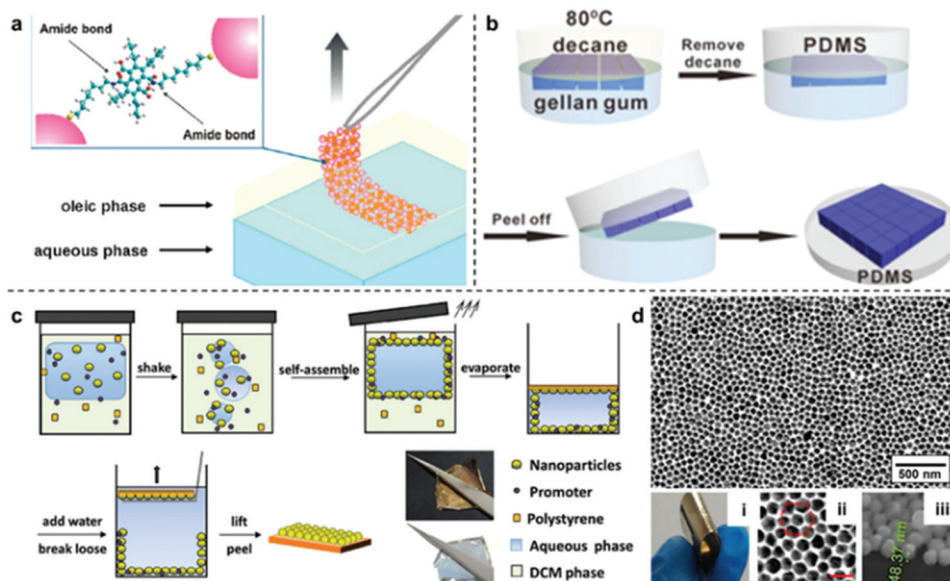 a
Amide bond
Amide bond
oleic phase
aqueous phase
b
80ºC
decane
gellan gum
Remove
decane
PDMS
Peel off
PDMS
c
shake
self-assemble
evaporate
add water
break loose
lift
peel
Nanoparticles
Promoter
Polystyrene
Aqueous phase
DCM phase
d
500 nm
i
ii
iii
48.37 nm